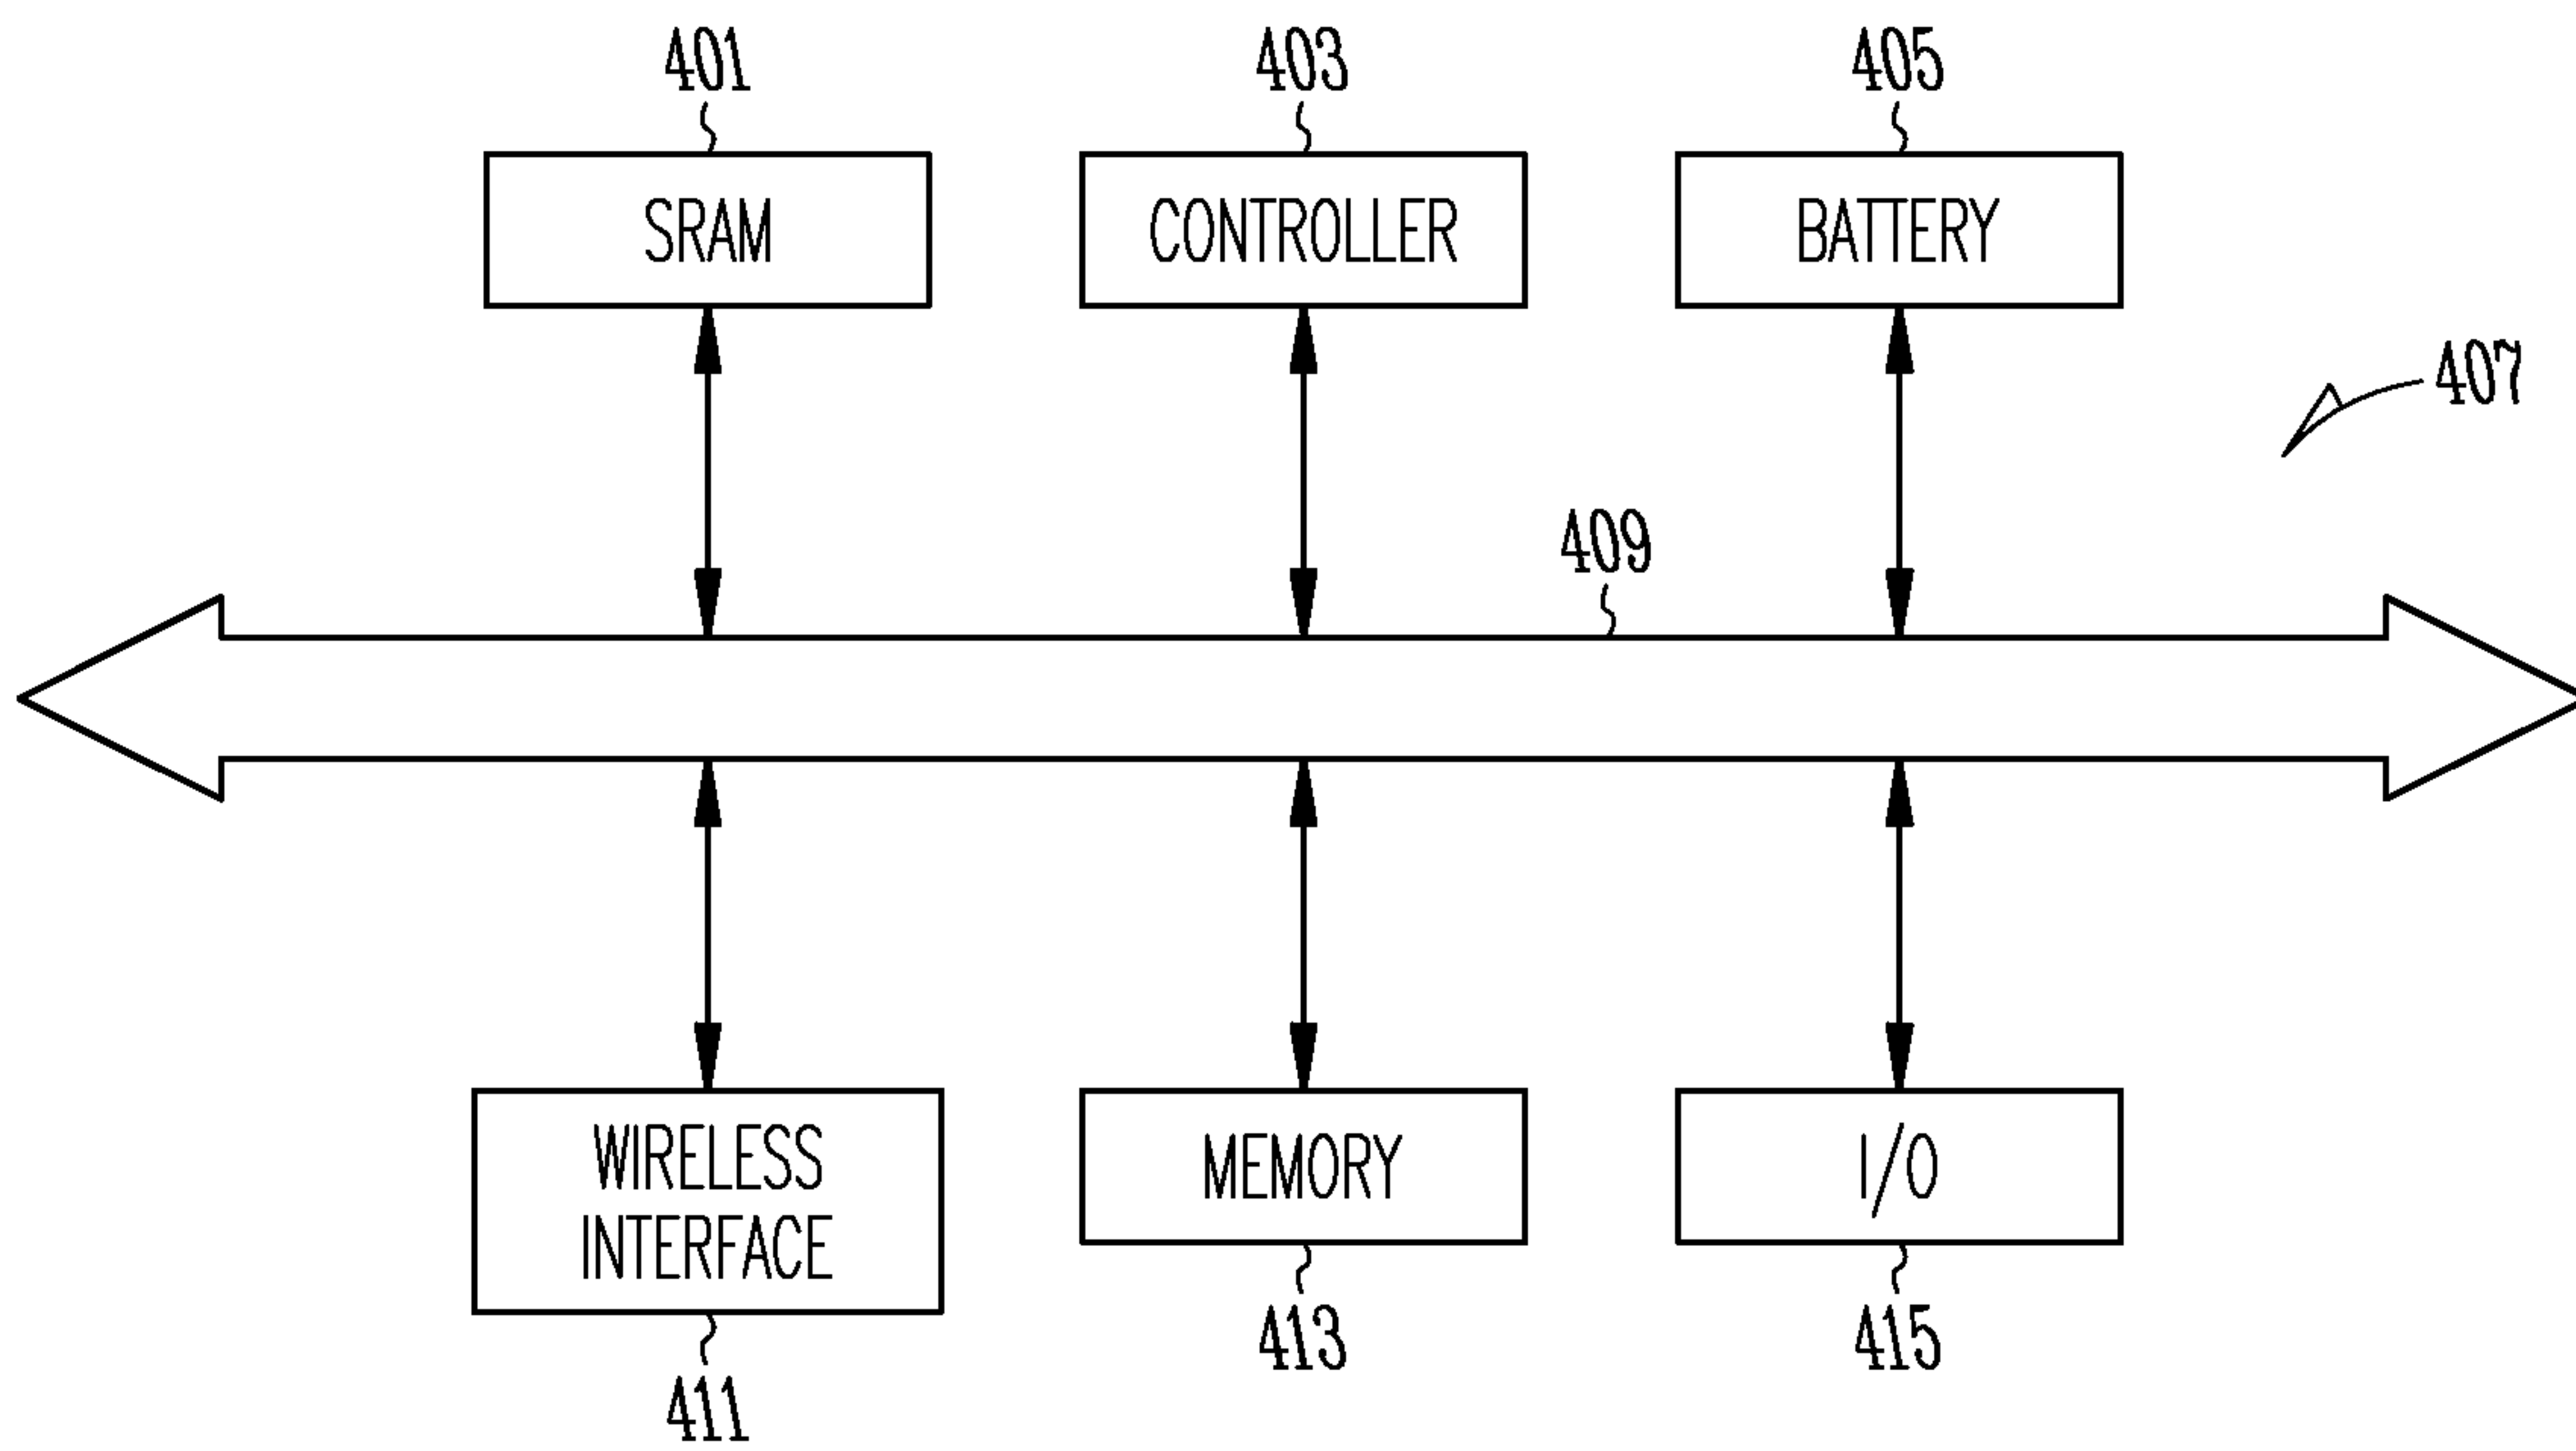 401
403
405
SRAM
CONTROLLER
BATTERY
407
409
WIRELESS
INTERFACE
MEMORY
I/O
411
413
415